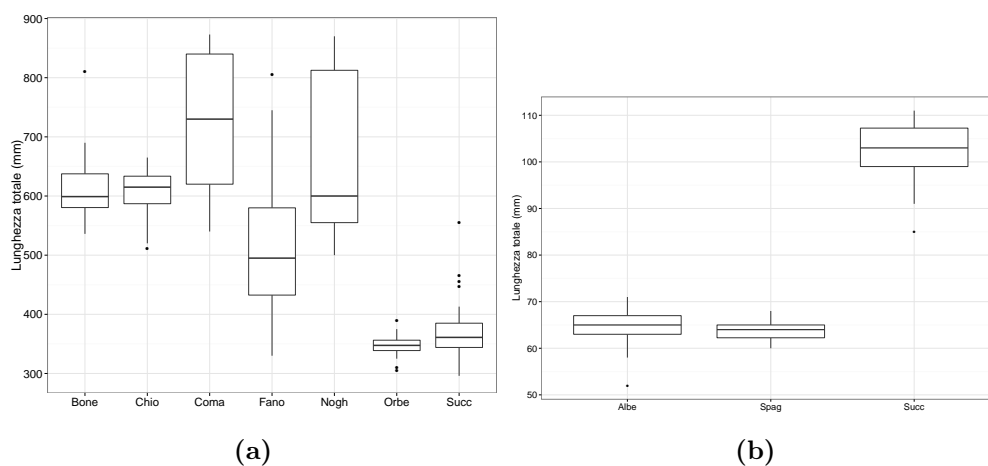 900
800
700
600
500
400
300
Lunghezza totale (mm)
Bone Chio Coma Fano Nogh Orbe Succ
(a)
110
100
90
80
70
60
50
Lunghezza totale (mm)
Albe Spag Succ
(b)